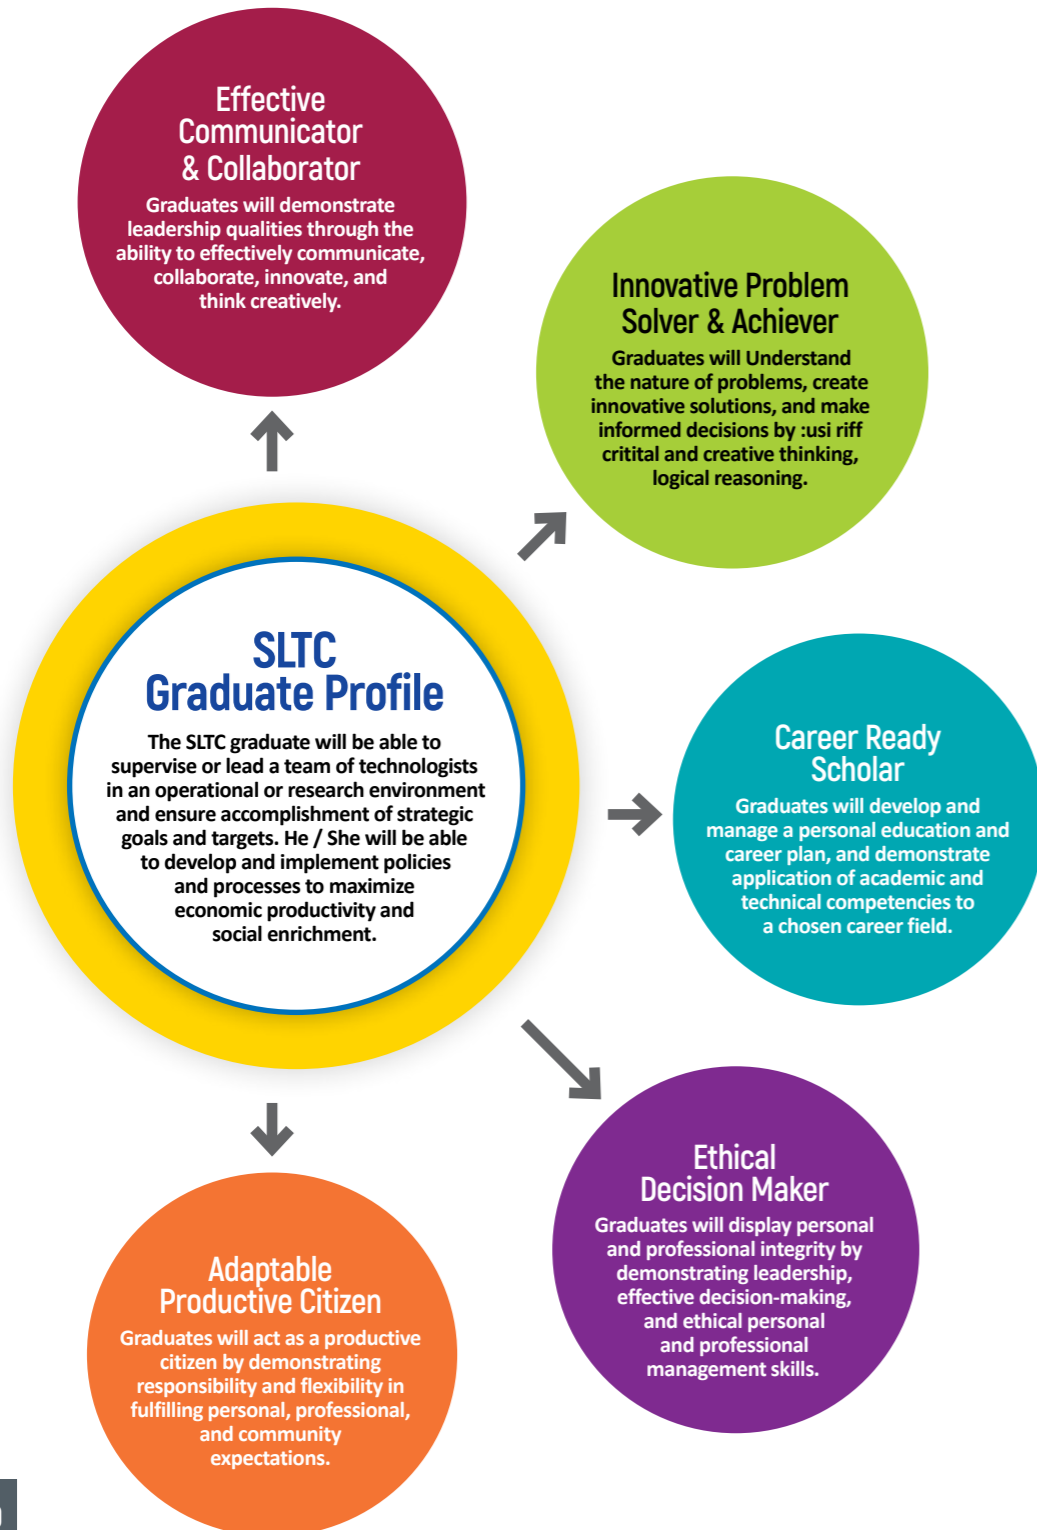 Effective
Communicator
& Collaborator
Graduates will demonstrate
leadership qualities through the
ability to effectively communicate,
collaborate, innovate, and
think creatively.
Innovative Problem
Solver & Achiever
Graduates will Understand
the nature of problems, create
innovative solutions, and make
informed decisions by :usi riff
critital and creative thinking,
logical reasoning.
SLTC
Graduate Profile
The SLTC graduate will be able to
supervise or lead a team of technologists
in an operational or research environment
and ensure accomplishment of strategic
goals and targets. He / She will be able
to develop and implement policies
and processes to maximize
economic productivity and
social enrichment.
Career Ready
Scholar
Graduates will develop and
manage a personal education and
career plan, and demonstrate
application of academic and
technical competencies to
a chosen career field.
Ethical
Decision Maker
Graduates will display personal
and professional integrity by
demonstrating leadership,
effective decision-making,
and ethical personal
and professional
management skills.
Adaptable
Productive Citizen
Graduates will act as a productive
citizen by demonstrating
responsibility and flexibility in
fulfilling personal, professional,
and community
expectations.